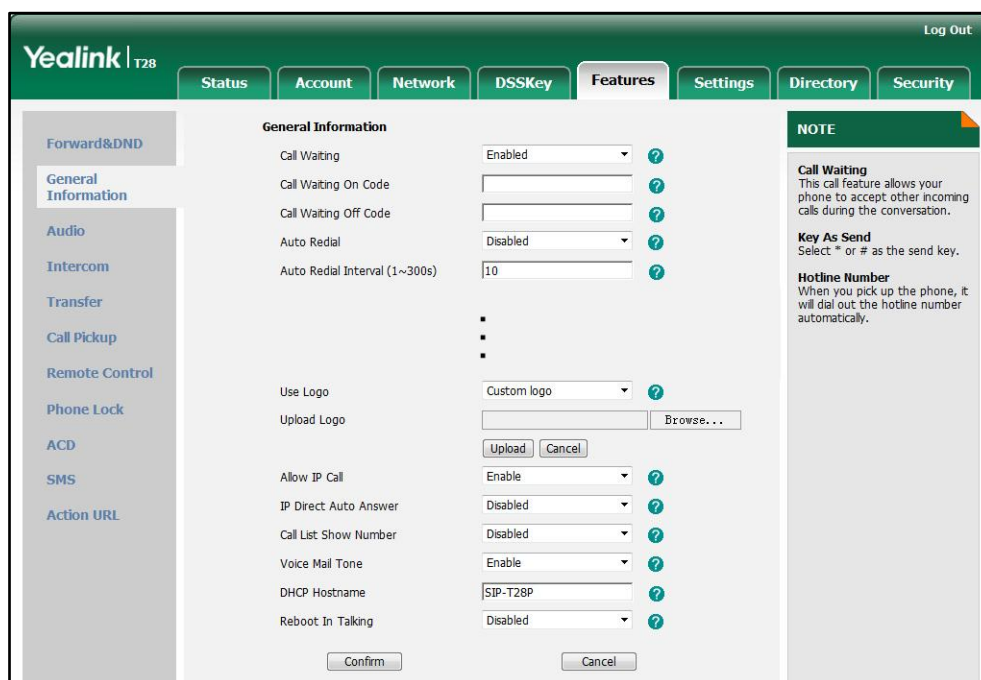 Log Out
Yealink T28
Status Account Network DSSKey Features Settings Directory Security
Forward&DND
General
Information
Audio
Intercom
Transfer
Call Pickup
Remote Control
Phone Lock
ACD
SMS
Action URL
General Information
Call Waiting Enabled ?
Call Waiting On Code ?
Call Waiting Off Code ?
Auto Redial Disabled ?
Auto Redial Interval (1~300s) 10 ?
Use Logo Custom logo ?
Upload Logo Browse...
Upload Cancel
Allow IP Call Enable ?
IP Direct Auto Answer Disabled ?
Call List Show Number Disabled ?
Voice Mail Tone Enable ?
DHCP Hostname SIP-T28P ?
Reboot In Talking Disabled ?
Confirm Cancel
NOTE
Call Waiting
This call feature allows your
phone to accept other incoming
calls during the conversation.
Key As Send
Select * or # as the send key.
Hotline Number
When you pick up the phone, it
will dial out the hotline number
automatically.